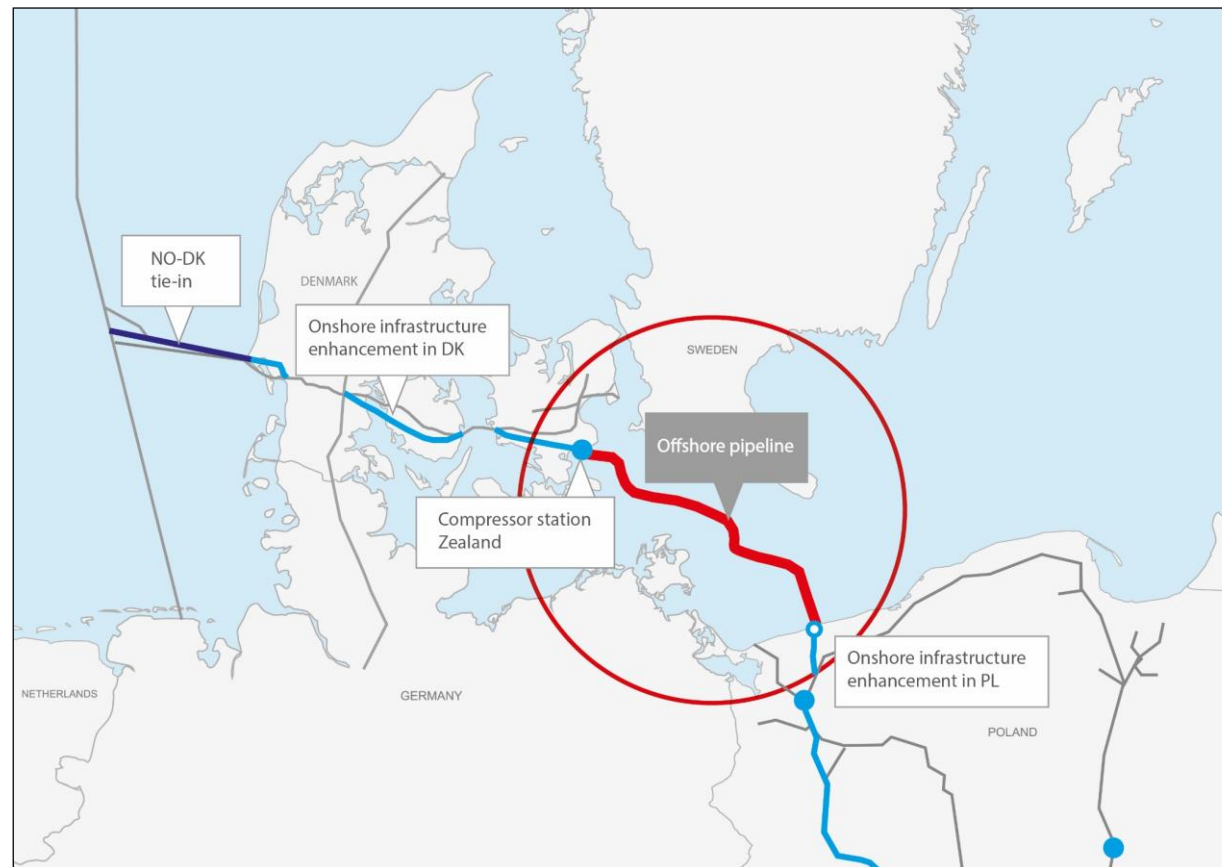 NO-DK
tie-in
DENMARK
Onshore infrastructure
enhancement in DK
SWEDEN
Offshore pipeline
Compressor station
Zealand
Onshore infrastructure
enhancement in PL
NETHERLANDS
GERMANY
POLAND